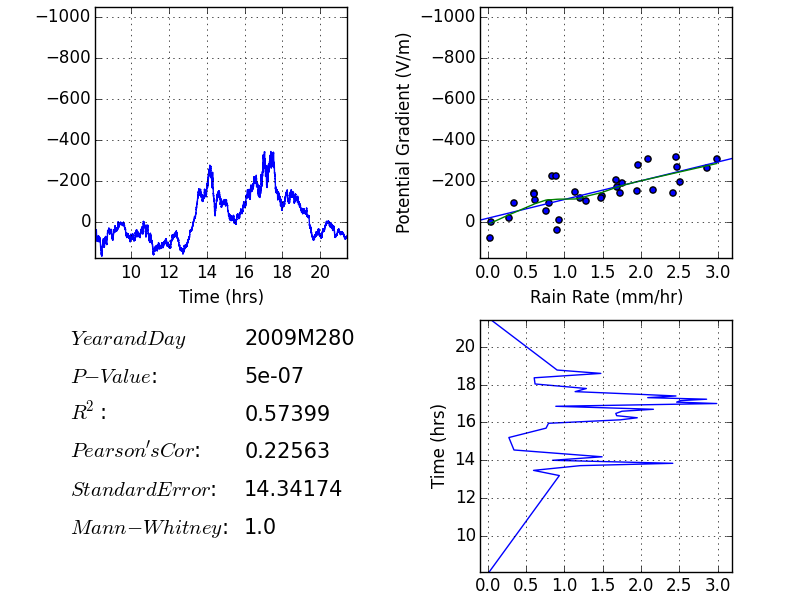 −1000
−800
−600
−400
−200
0
10 12 14 16 18 20
Time (hrs)
Potential Gradient (V/m)
−1000
−800
−600
−400
−200
0
0.0 0.5 1.0 1.5 2.0 2.5 3.0
Rain Rate (mm/hr)
YearandDay 2009M280
P−Value: 5e-07
R²: 0.57399
Pearson'sCor: 0.22563
StandardError: 14.34174
Mann−Whitney: 1.0
Time (hrs)
20
18
16
14
12
10
0.0 0.5 1.0 1.5 2.0 2.5 3.0